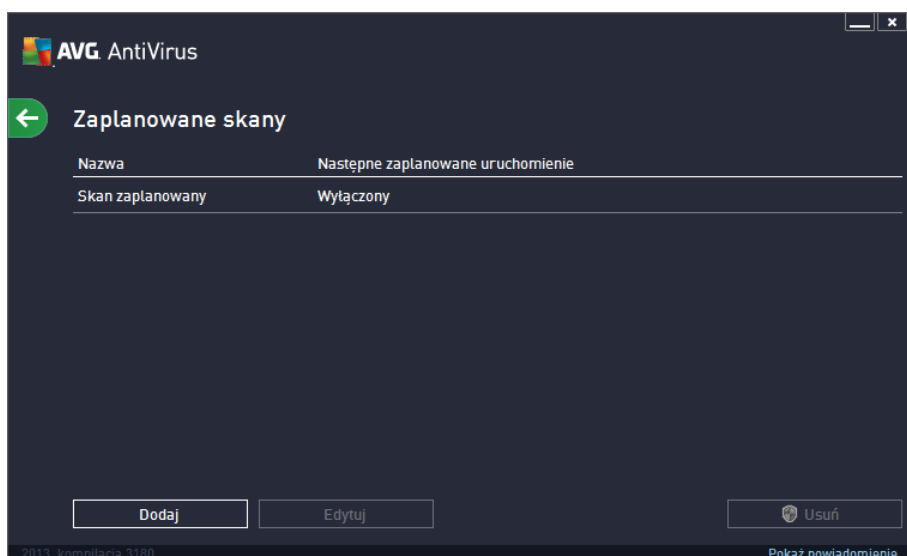 AVG. AntiVirus
Zaplanowane skany
Nazwa Następne zaplanowane uruchomienie
Skan zaplanowany Wyłączony
Dodaj Edytuj Usuń
2013 kompilacja 3180 Pokaż powiadomienie